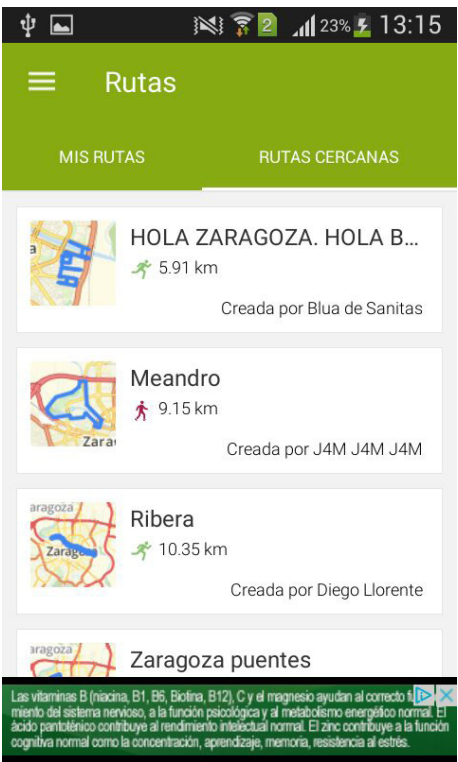 2 23% 13:15
Rutas
MIS RUTAS RUTAS CERCANAS
HOLA ZARAGOZA. HOLA B...
5.91 km
Creada por Blua de Sanitas
Meandro
9.15 km
Zara
Creada por J4M J4M J4M
aragoza
Ribera
Zaragoza
10.35 km
Creada por Diego Llorente
aragoza
Zaragoza puentes
Las vitaminas B (niacina, B1, B6, Biotina, B12), C y el magnesio ayudan al correcto
miento del sistema nervioso, a la función psicológica y al metabolismo energético normal. El
ácido pantoténico contribuye al rendimiento intelectual normal. El zinc contribuye a la función
cognitiva normal como la concentración, aprendizaje, memoria, resistencia al estrés.